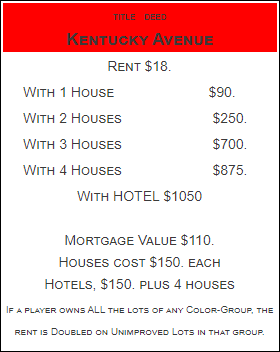 Kentucky Avenue
Rent $18.
With 1 House $90.
With 2 Houses $250.
With 3 Houses $700.
With 4 Houses $875.
With HOTEL $1050
Mortgage Value $110.
Houses cost $150. each
Hotels, $150. plus 4 houses
If a player owns ALL the lots of any Color-Group, the
rent is Doubled on Unimproved Lots in that group.